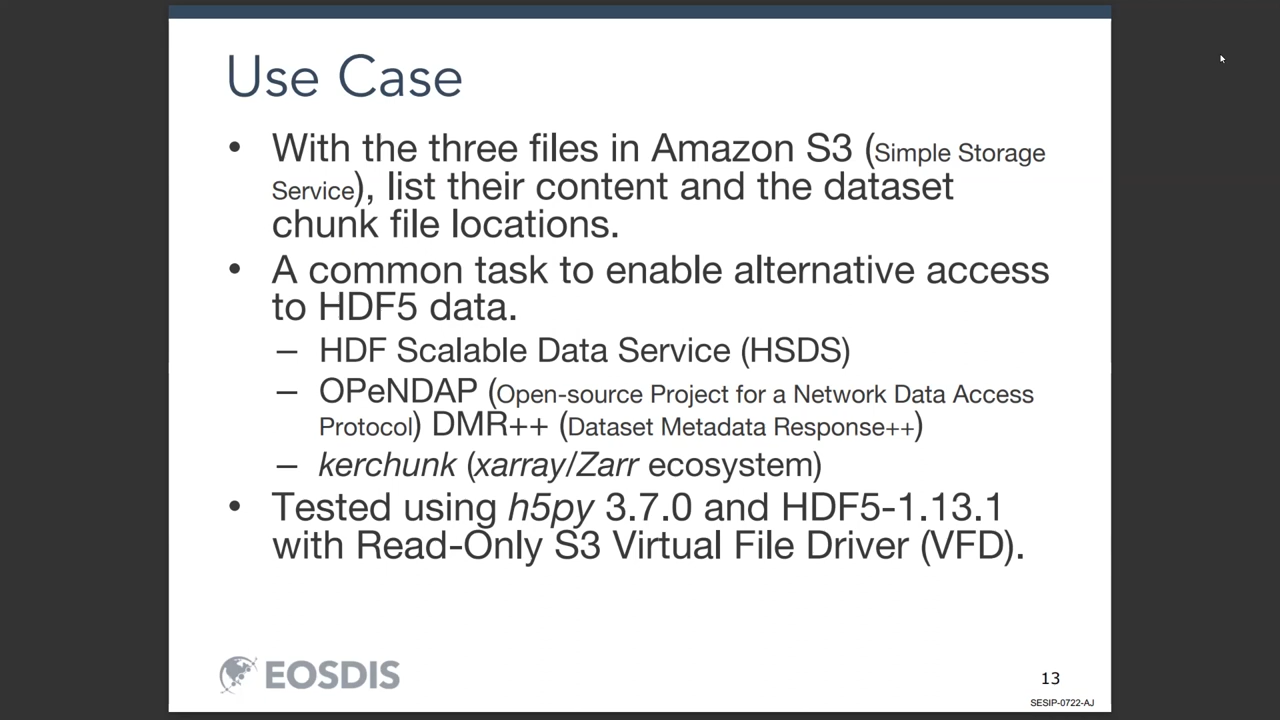 Use Case
• With the three files in Amazon S3 (Simple Storage
Service), list their content and the dataset
chunk file locations.
• A common task to enable alternative access
to HDF5 data.
– HDF Scalable Data Service (HSDS)
– OPeNDAP (Open-source Project for a Network Data Access
Protocol) DMR++ (Dataset Metadata Response++)
– kerchunk (xarray/Zarr ecosystem)
• Tested using h5py 3.7.0 and HDF5-1.13.1
with Read-Only S3 Virtual File Driver (VFD).
EOSDIS
13
SESIP-0722-AJ